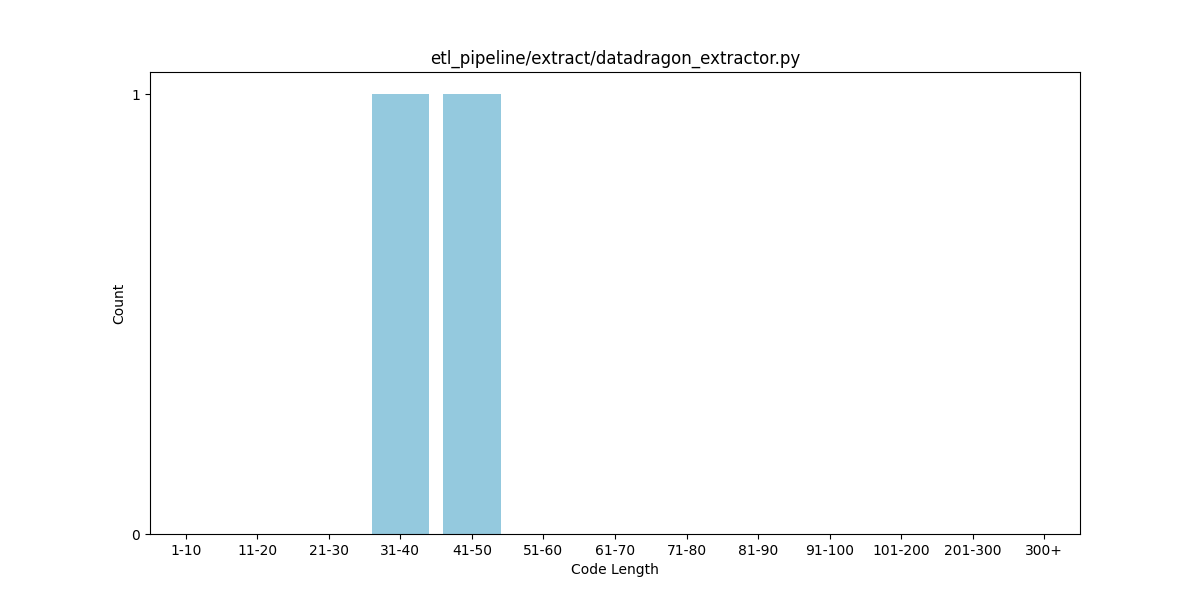 etl_pipeline/extract/datadragon_extractor.py
1
Count
0
1-10 11-20 21-30 31-40 41-50 51-60 61-70 71-80 81-90 91-100 101-200 201-300 300+
Code Length